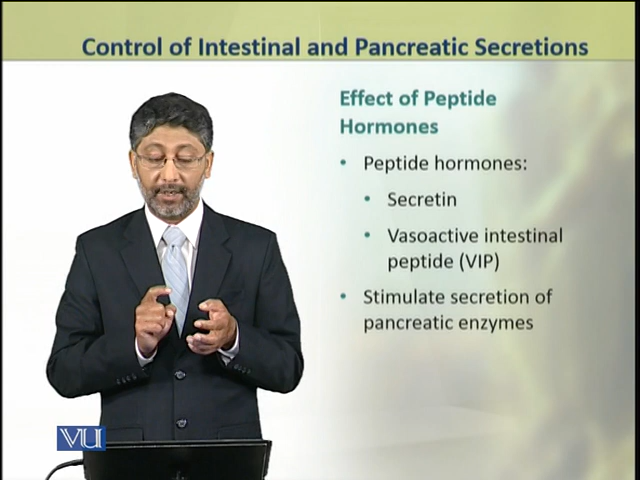 Control of Intestinal and Pancreatic Secretions
Effect of Peptide
Hormones
• Peptide hormones:
• Secretin
• Vasoactive intestinal
peptide (VIP)
• Stimulate secretion of
pancreatic enzymes
VU